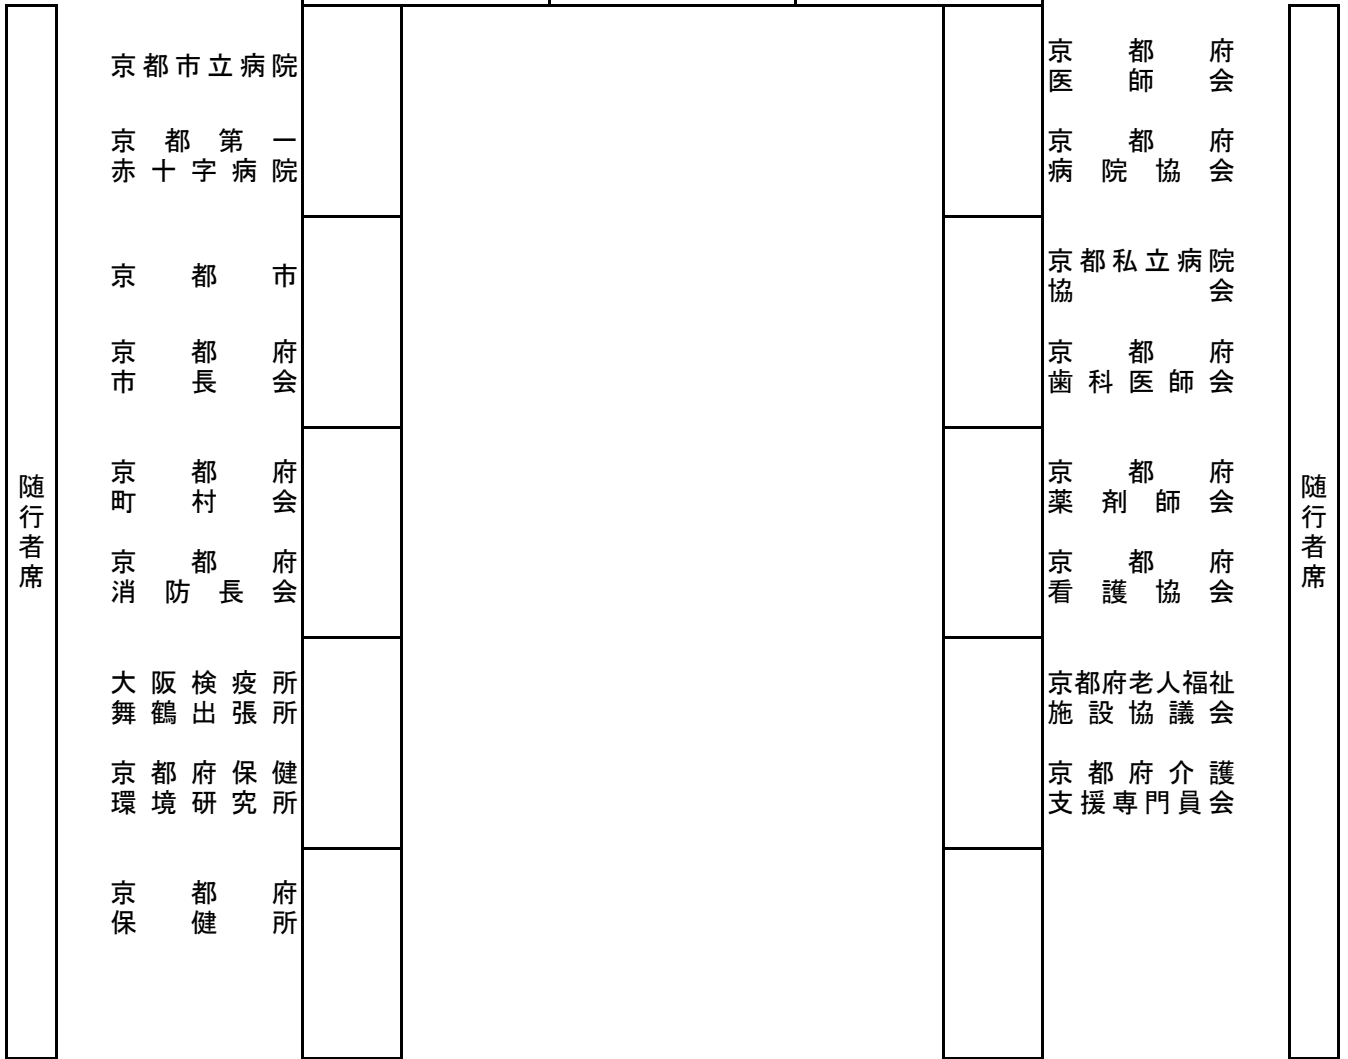 随行者席
京都市立病院
京都第一
赤十字病院
京都市
京都府
市長会
京都府
町村会
京都府
消防長会
大阪検疫所
舞鶴出張所
京都府保健
環境研究所
京都府
保健所
京都府
医師会
京都府
病院協会
京都私立病院
協会
京都府
歯科医師会
京都府
薬剤師会
京都府
看護協会
京都府老人福祉
施設協議会
京都府介護
支援専門員会
随行者席